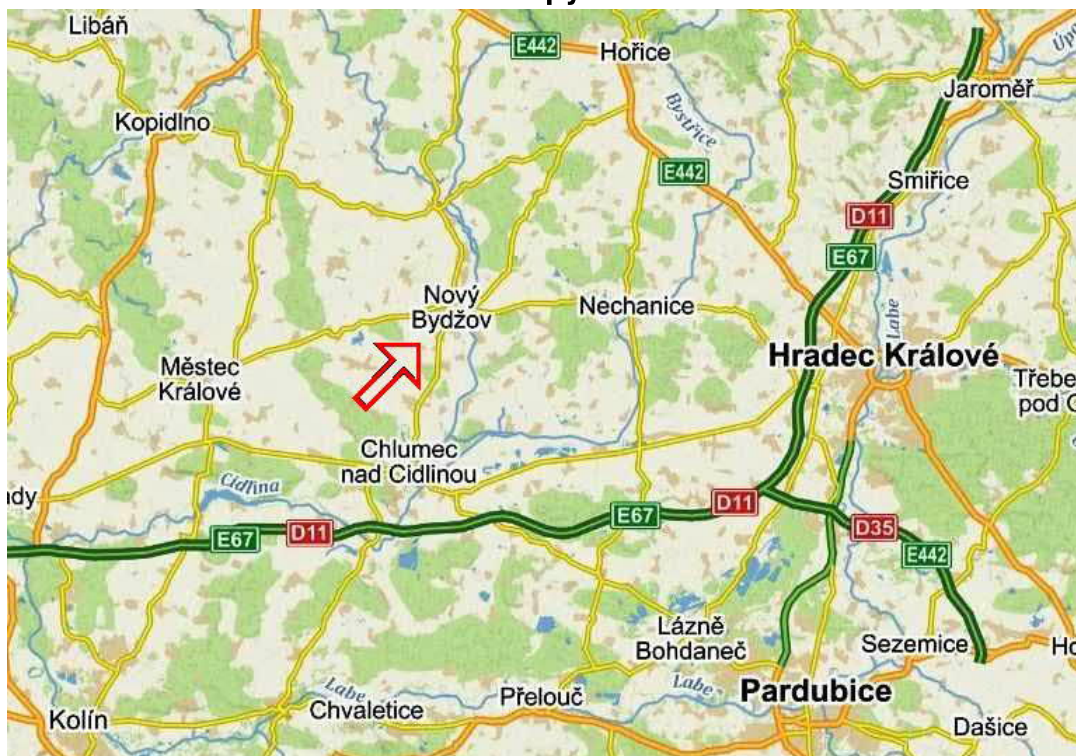 Libáň
E442
Hořice
Jaroměř
Kopidlno
Bystřice
E442
Smiřice
D11
E67
Nový
Bydžov
Nechanice
Labe
Hradec Králové
Městec
Králové
Třebe
pod
Chlumec
nad Cidlinou
Cidlina
ady
D11
E67
E67
D11
D35
E442
Lázně
Bohdaneč
Sezemice
Ho
Labe
Přelouč
Labe
Pardubice
Kolín
Chvaletice
Dašice